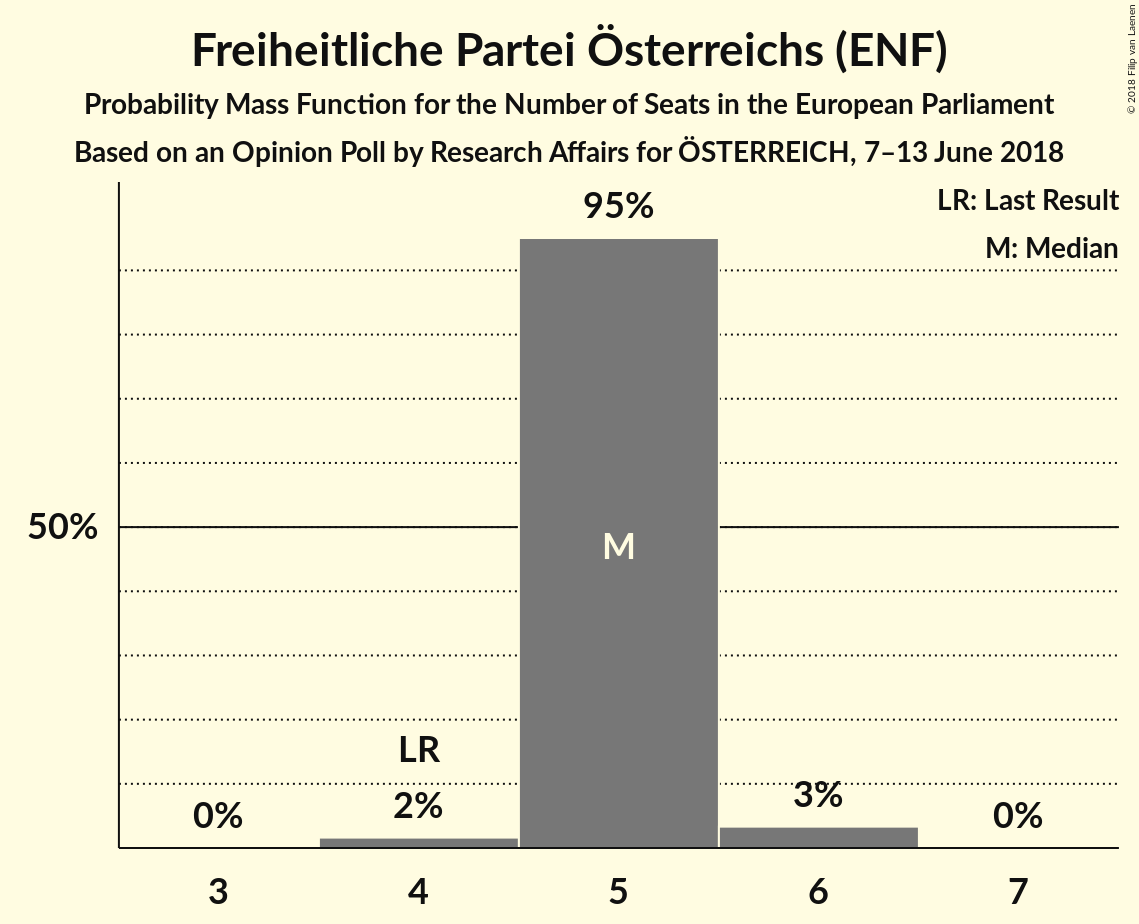 Freiheitliche Partei Österreichs (ENF)
Probability Mass Function for the Number of Seats in the European Parliament
Based on an Opinion Poll by Research Affairs for ÖSTERREICH, 7–13 June 2018
© 2018 Filip van Laenen
LR: Last Result
M: Median
95%
50%
M
LR
0%
2%
3%
0%
3
4
5
6
7